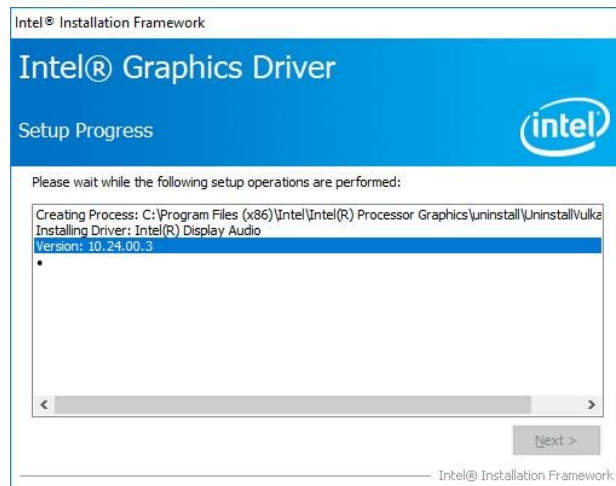 Intel® Installation Framework
Intel® Graphics Driver
Setup Progress
intel
Please wait while the following setup operations are performed:
Creating Process: C:\Program Files (x86)\Intel\Intel(R) Processor Graphics\uninstall\UninstallVulka
Installing Driver: Intel(R) Display Audio
Version: 10.24.00.3
•
Next >
Intel® Installation Framework